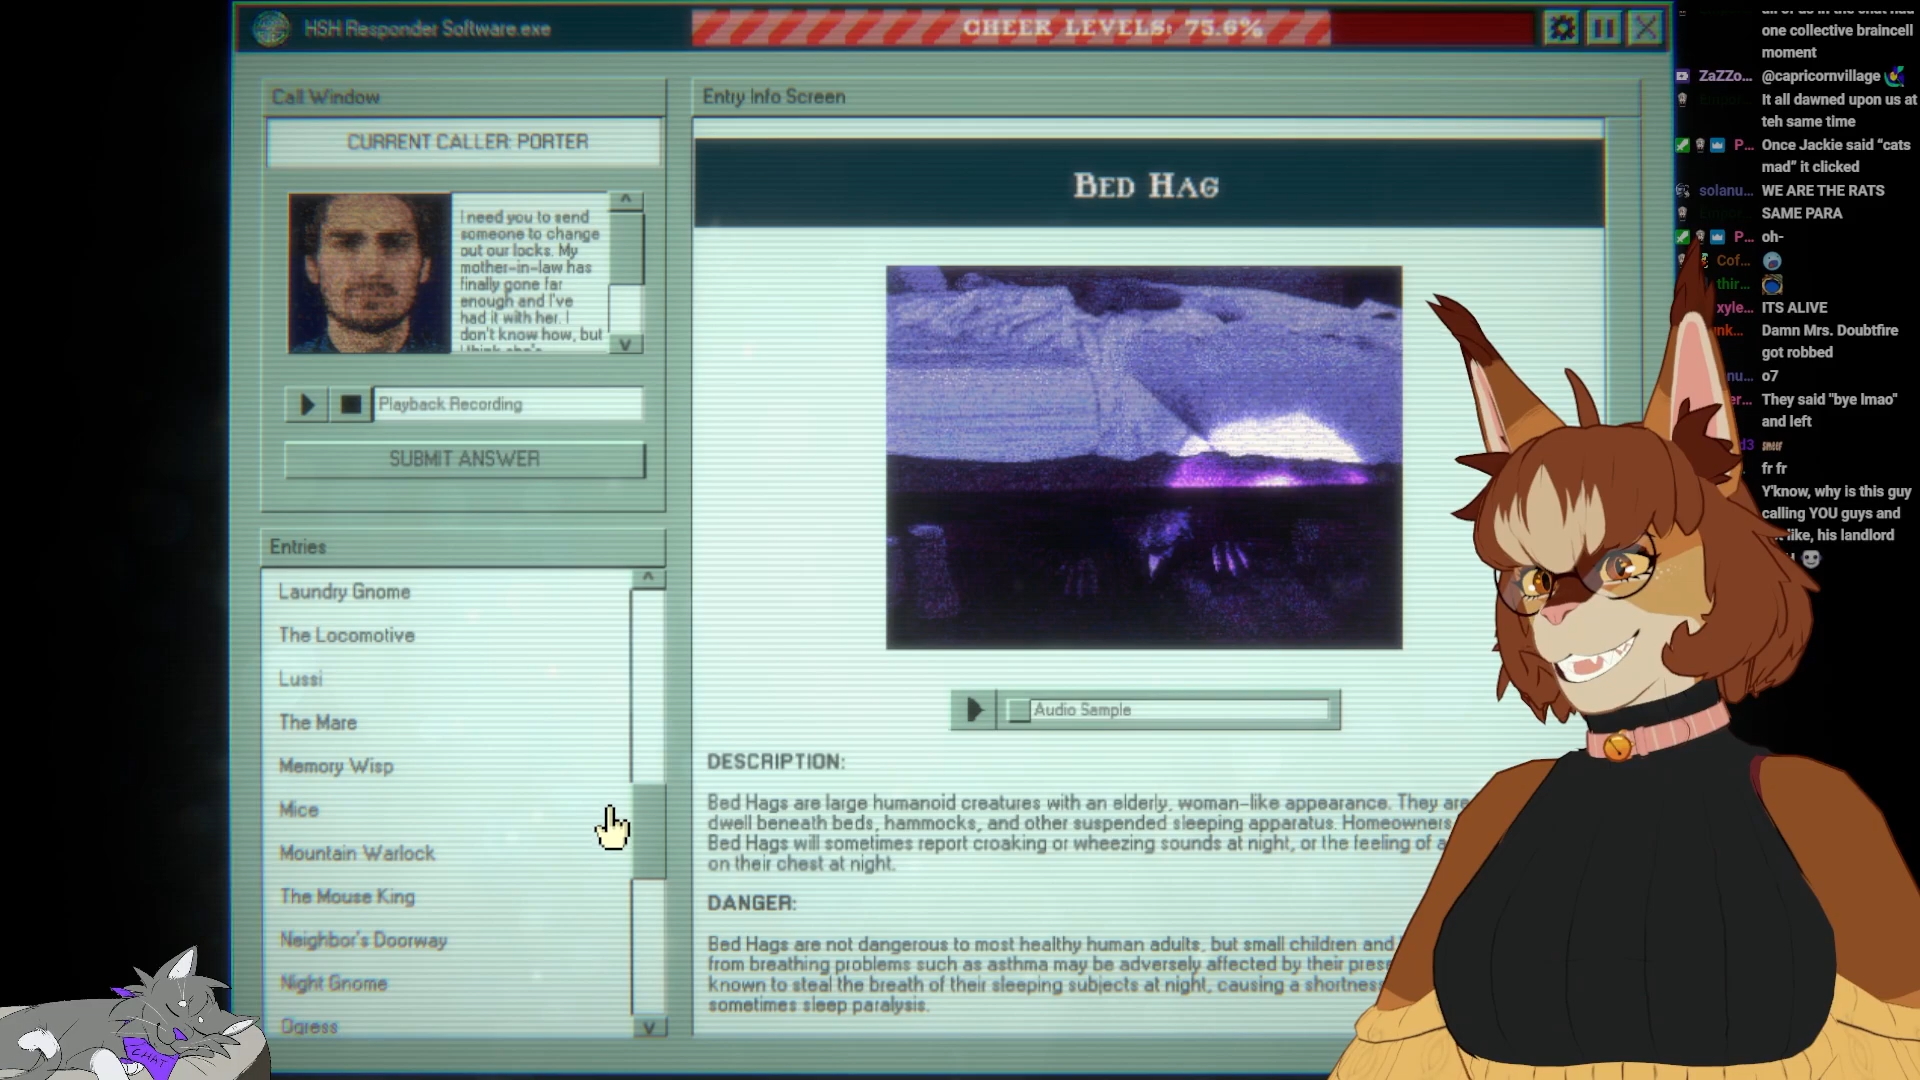 HSH Responder Software.exe
CHEER LEVELS: 75.6%
Call Window
CURRENT CALLER: PORTER
I need you to send
someone to change
out our locks. My
mother-in-law has
finally gone far
enough and I've
had it with her. I
don't know how, but
Playback Recording
SUBMIT ANSWER
Entries
Laundry Gnome
The Locomotive
Lussi
The Mare
Memory Wisp
Mice
Mountain Warlock
The Mouse King
Neighbor's Doorway
Night Gnome
Ogress
Entry Info Screen
BED HAG
Audio Sample
DESCRIPTION:
Bed Hags are large humanoid creatures with an elderly, woman-like appearance. They are
dwell beneath beds, hammocks, and other suspended sleeping apparatus. Homeowners
Bed Hags will sometimes report croaking or wheezing sounds at night, or the feeling of a
on their chest at night.
DANGER:
Bed Hags are not dangerous to most healthy human adults, but small children and
from breathing problems such as asthma may be adversely affected by their
known to steal the breath of their sleeping subjects at night, causing a shortness
sometimes sleep paralysis.
one collective braincell
moment
ZaZZo... @capricornvillage
It all dawned upon us at
teh same time
P... Once Jackie said “cats
mad” it clicked
solanu... WE ARE THE RATS
SAME PARA
P... oh-
Cof...
thir...
xyle... ITS ALIVE
Damn Mrs. Doubtfire
got robbed
o7
They said "bye lmao"
and left
fr fr
Y'know, why is this guy
calling YOU guys and
like, his landlord
CHAT